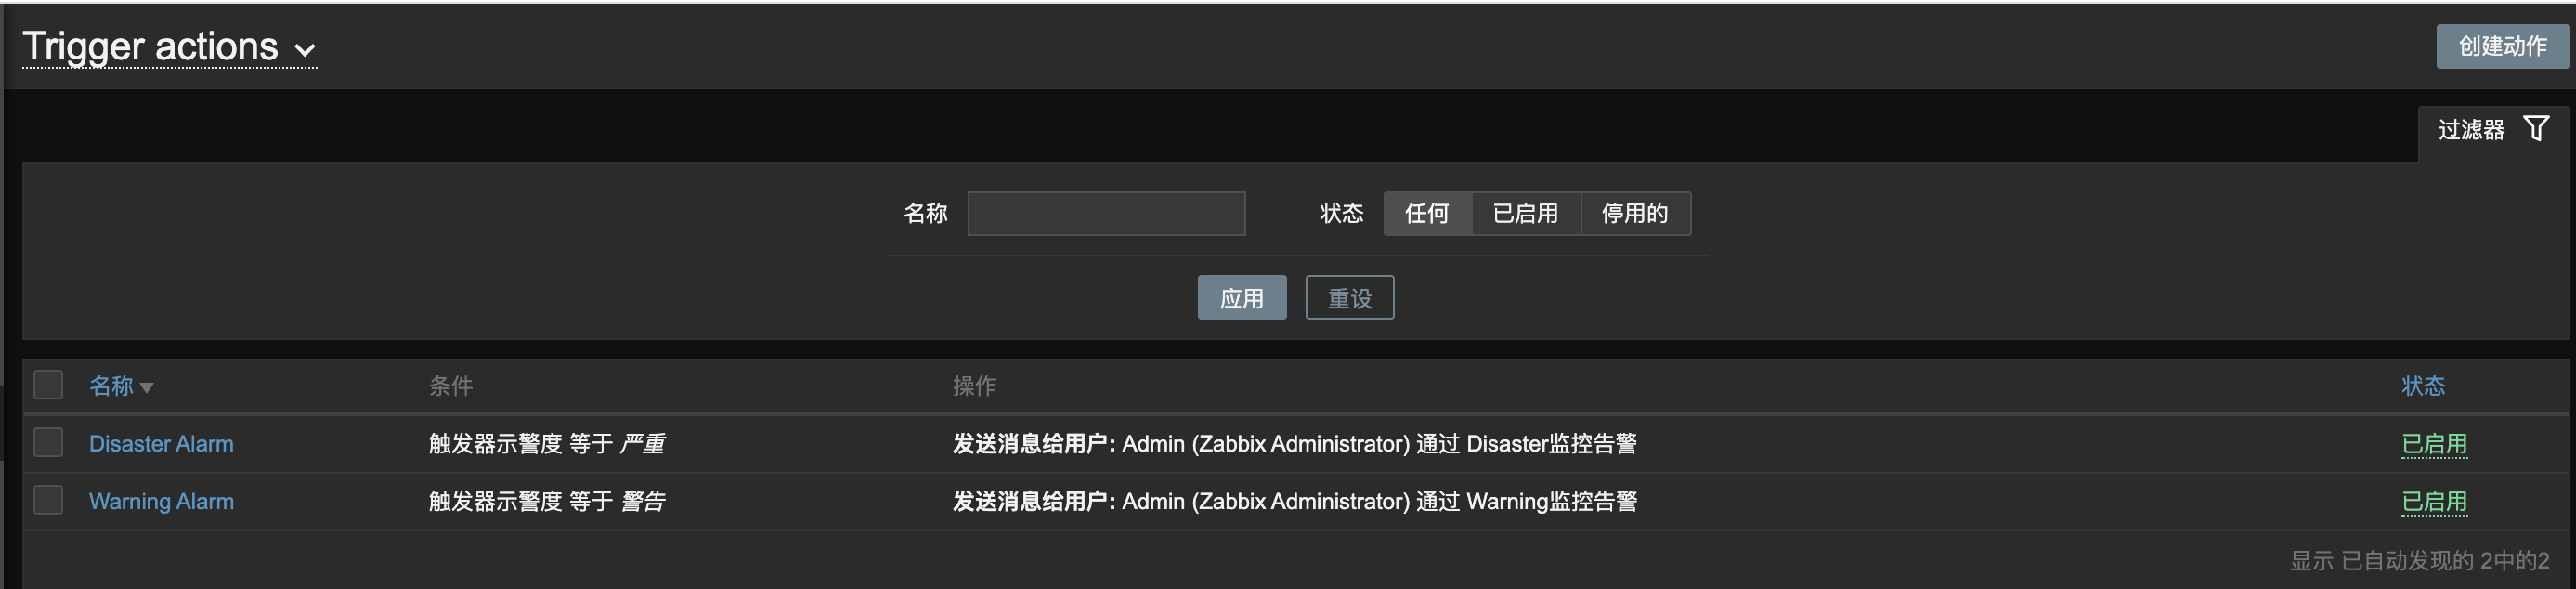 Trigger actions
创建动作
过滤器
名称 状态 任何 已启用 停用的
应用 重设
名称 条件 操作 状态
Disaster Alarm 触发器示警度 等于 严重 发送消息给用户: Admin (Zabbix Administrator) 通过 Disaster监控告警 已启用
Warning Alarm 触发器示警度 等于 警告 发送消息给用户: Admin (Zabbix Administrator) 通过 Warning监控告警 已启用
显示 已自动发现的 2中的2